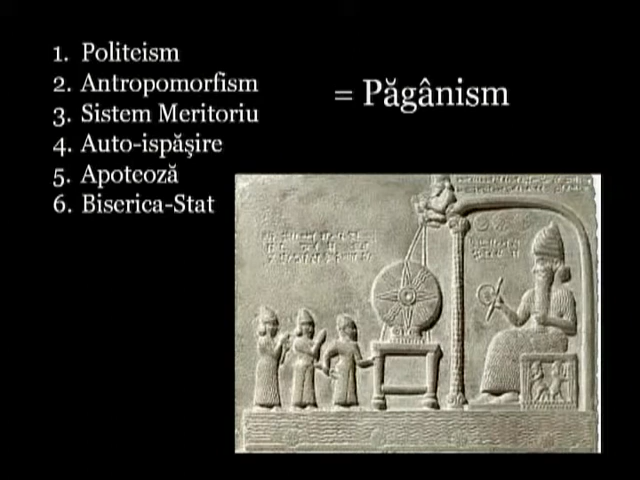 1. Politeism
2. Antropomorfism
3. Sistem Meritoriu
4. Auto-ispăşire
5. Apoteoză
6. Biserica-Stat
= Păgânism